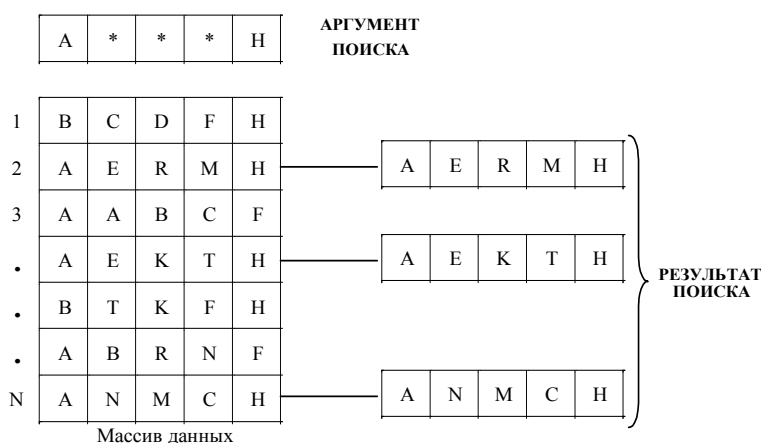 A * * * H
АРГУМЕНТ
ПОИСКА
1 B C D F H
2 A E R M H A E R M H
3 A A B C F
. A E K T H A E K T H
. B T K F H
. A B R N F
N A N M C H A N M C H
РЕЗУЛЬТАТ
ПОИСКА
Массив данных